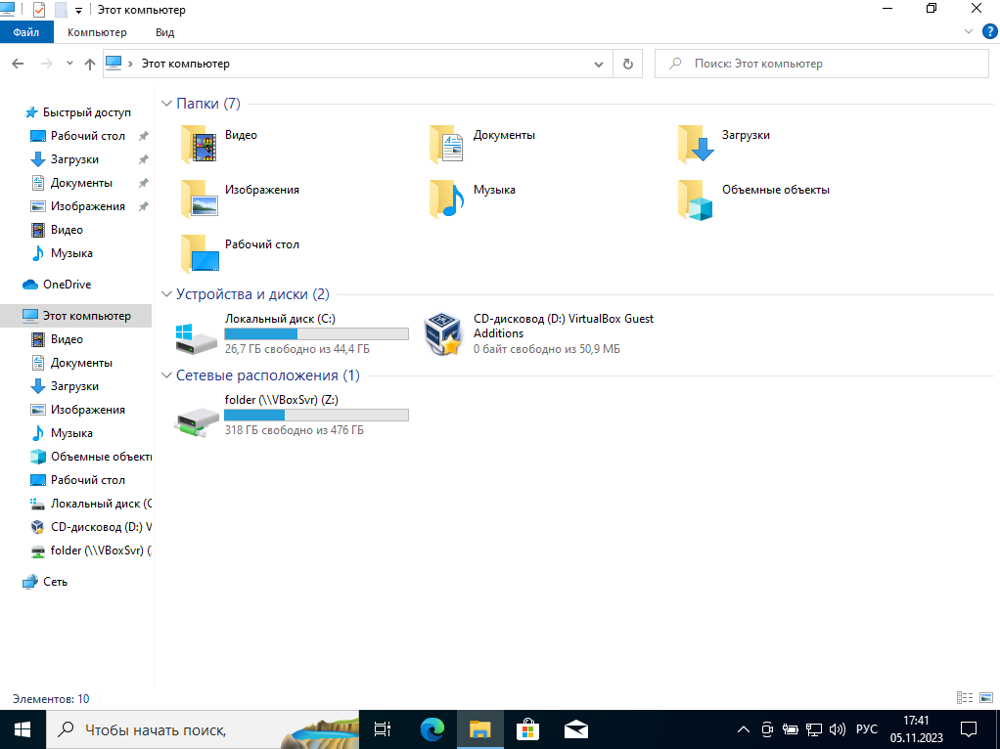 Этот компьютер
Файл
Компьютер
Вид
Этот компьютер
Поиск: Этот компьютер
Быстрый доступ
Рабочий стол
Загрузки
Документы
Изображения
Видео
Музыка
OneDrive
Этот компьютер
Видео
Документы
Загрузки
Изображения
Музыка
Объемные объекты
Рабочий стол
Локальный диск (C
CD-дисковод (D:) V
folder (\\VBoxSvr) (
Сеть
Папки (7)
Видео
Документы
Загрузки
Изображения
Музыка
Объемные объекты
Рабочий стол
Устройства и диски (2)
Локальный диск (C:)
26,7 ГБ свободно из 44,4 ГБ
CD-дисковод (D:) VirtualBox Guest
Additions
0 байт свободно из 50,9 МБ
Сетевые расположения (1)
folder (\\VBoxSvr) (Z:)
318 ГБ свободно из 476 ГБ
Элементов: 10
Чтобы начать поиск,
РУС
17:41
05.11.2023